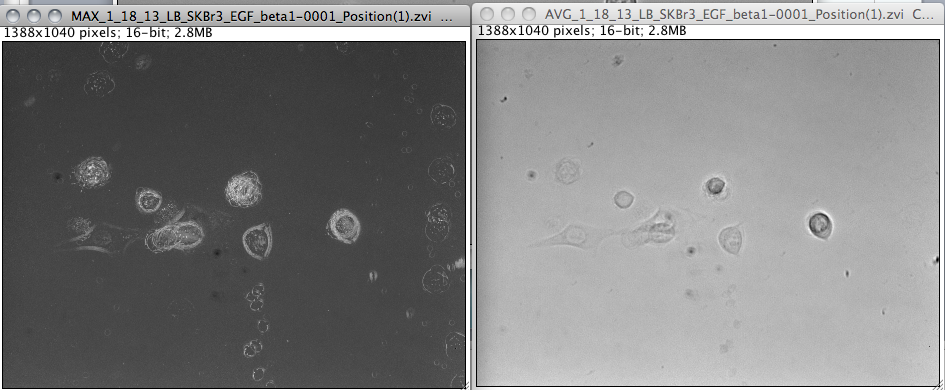 MAX_1_18_13_LB_SKBr3_EGF_beta1-0001_Position(1).zvi ...
1388x1040 pixels; 16-bit; 2.8MB
AVG_1_18_13_LB_SKBr3_EGF_beta1-0001_Position(1).zvi C...
1388x1040 pixels; 16-bit; 2.8MB